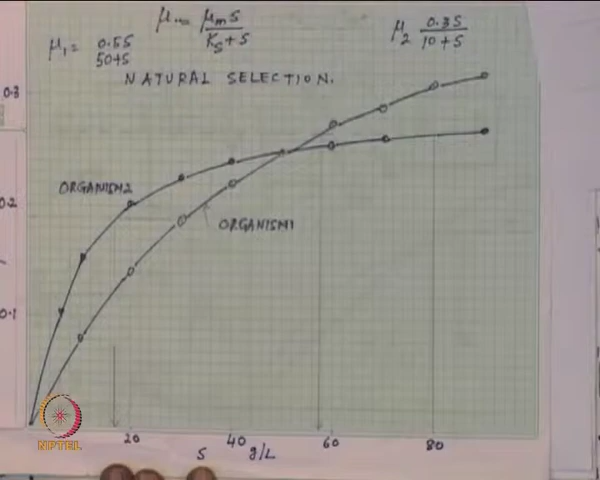 μ = μm S / Ks + S
μ1 = 0.5S / 50+S
μ2 0.3S / 10+S
NATURAL SELECTION.
0.3
ORGANISM2
0.2
ORGANISM1
0.1
20 40 60 80
S g/L
NPTEL